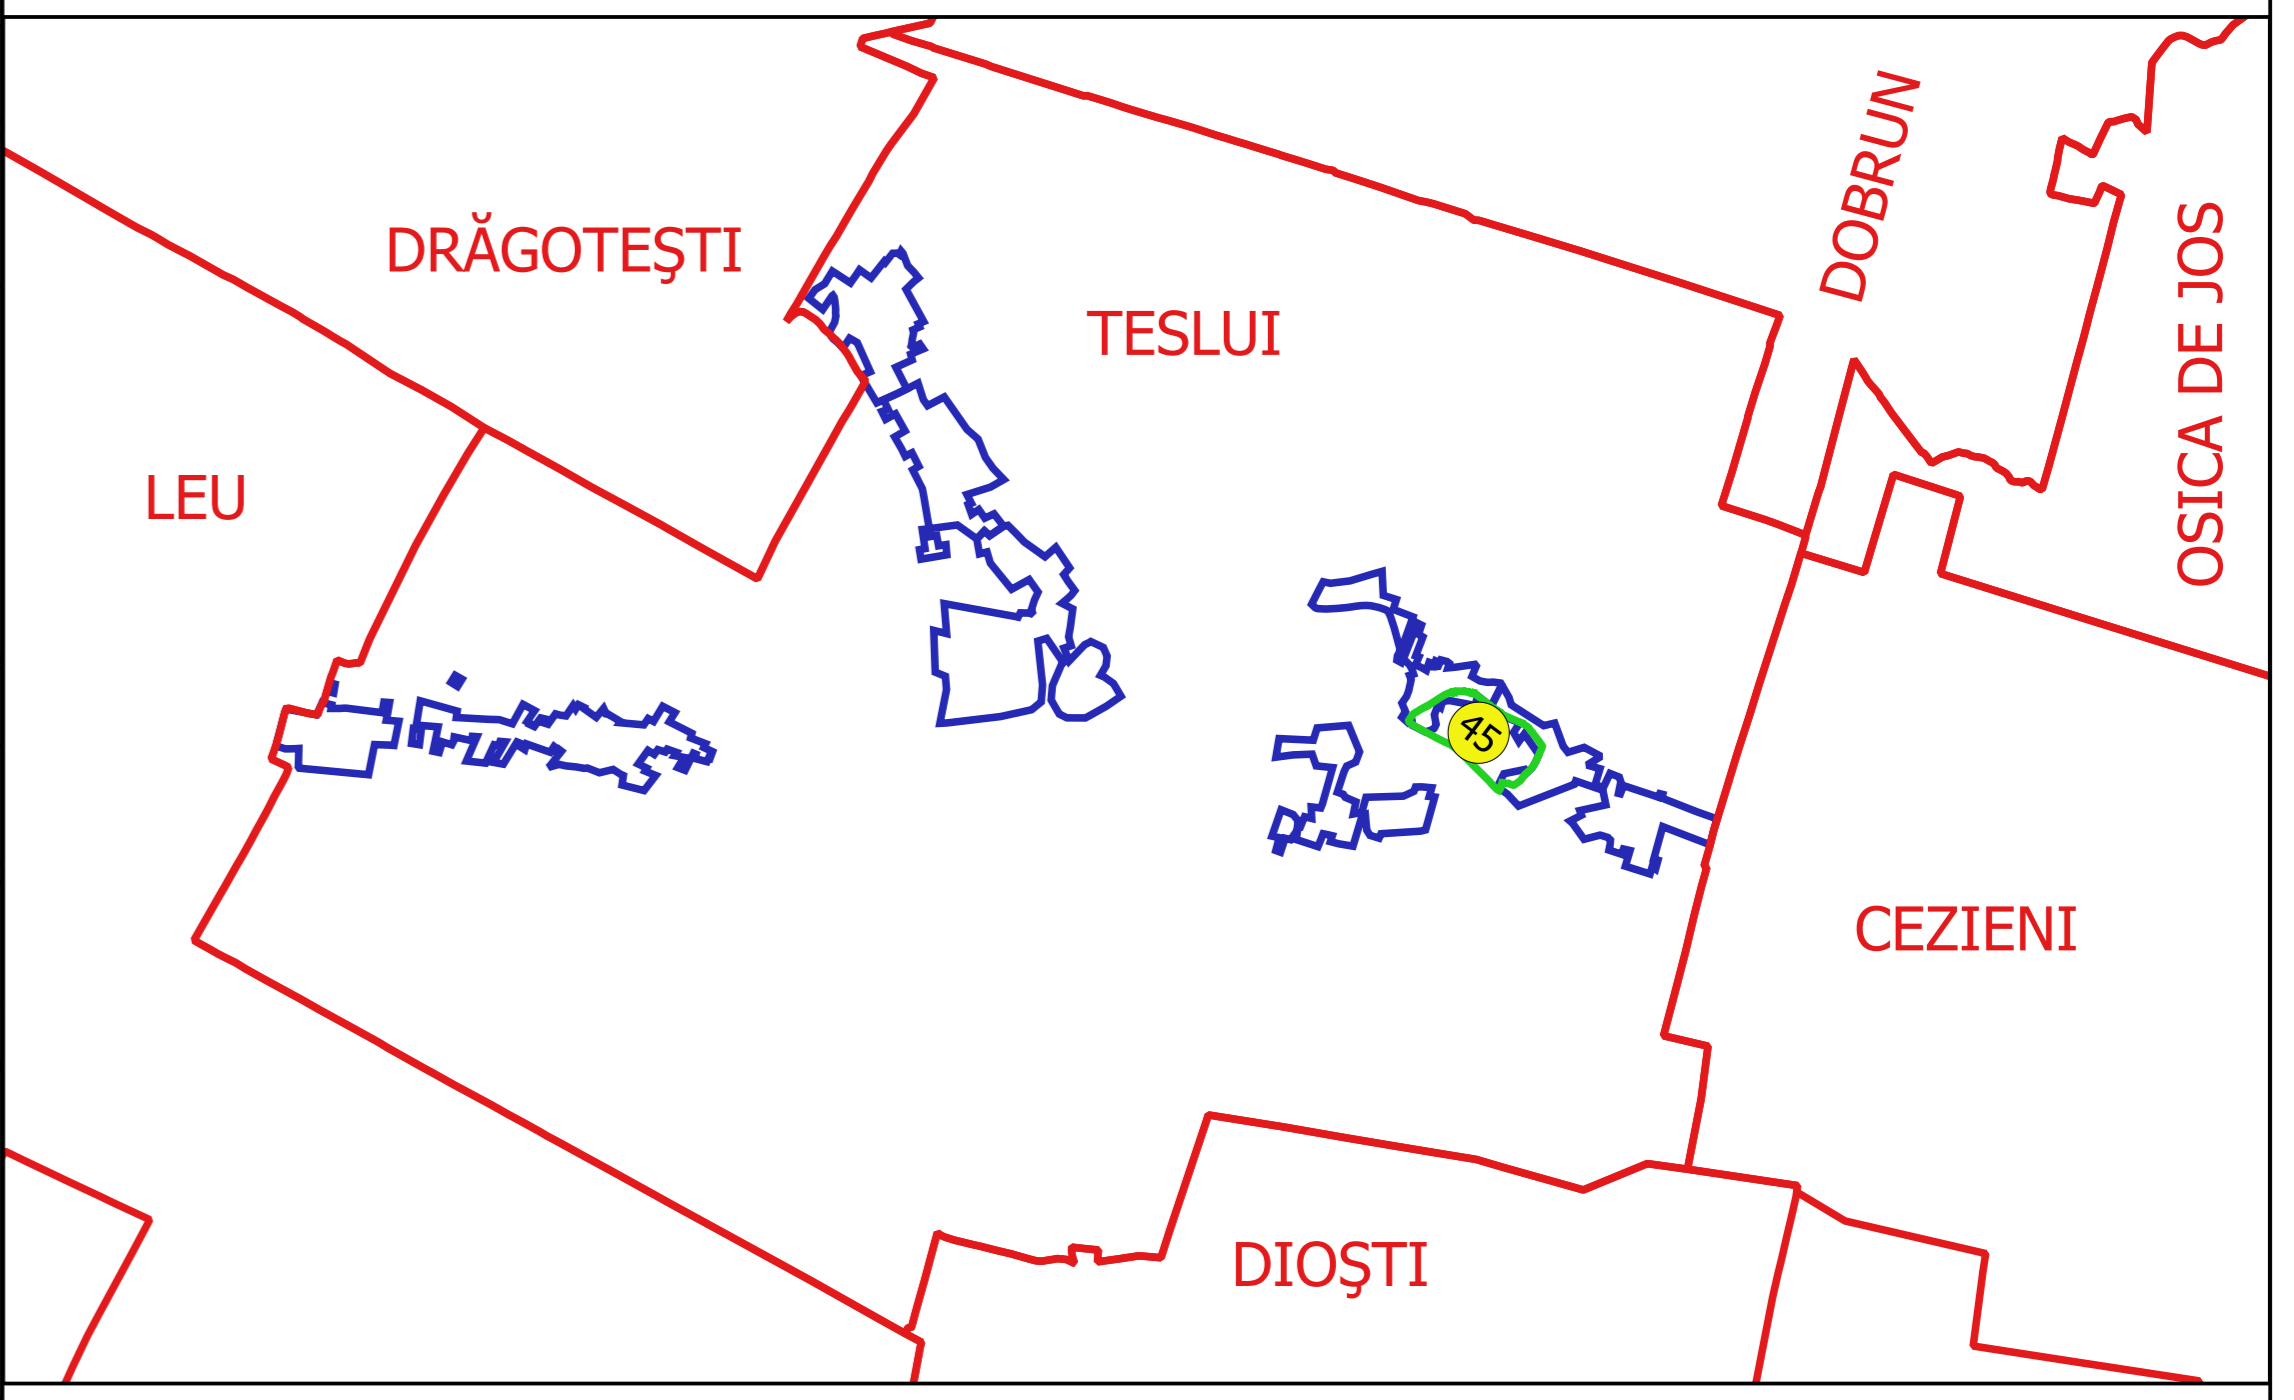 DOBRUN
DRĂGOTEŞTI
OSICA DE JOS
TESLUI
LEU
45
CEZIENI
DIOŞTI